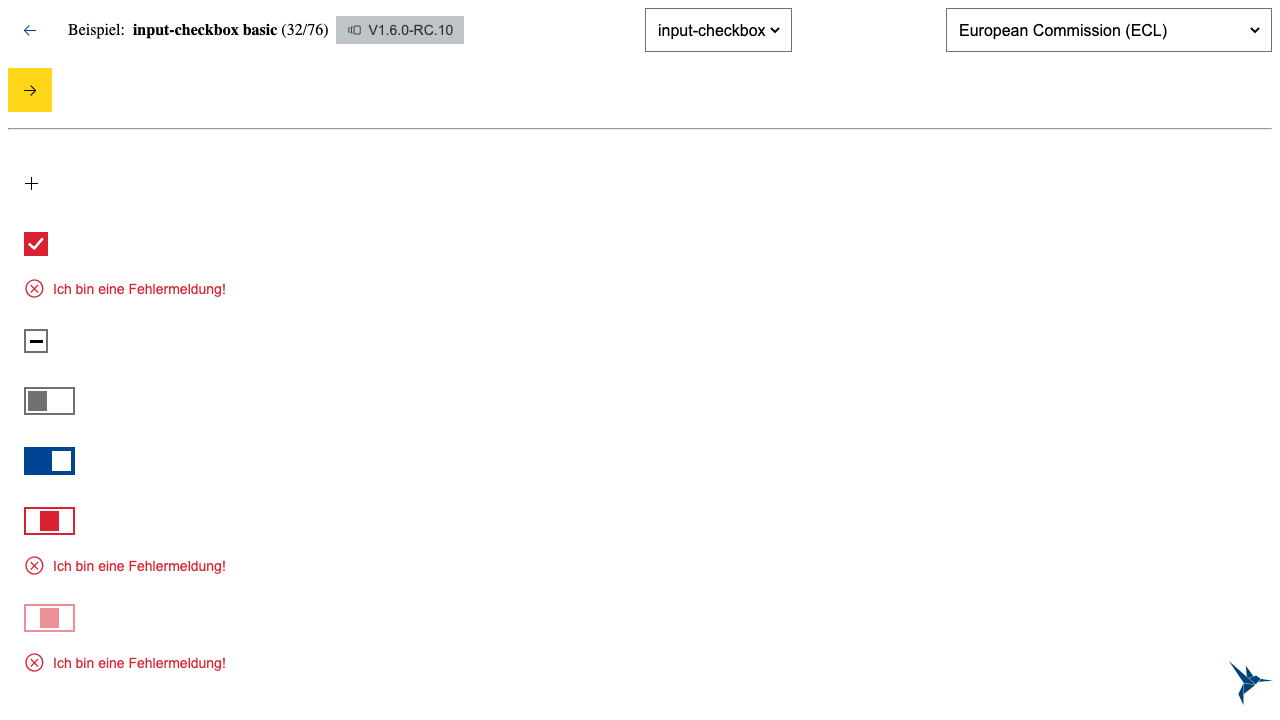 Beispiel: input-checkbox basic (32/76) V1.6.0-RC.10 input-checkbox European Commission (ECL)
Ich bin eine Fehlermeldung!
Ich bin eine Fehlermeldung!
Ich bin eine Fehlermeldung!